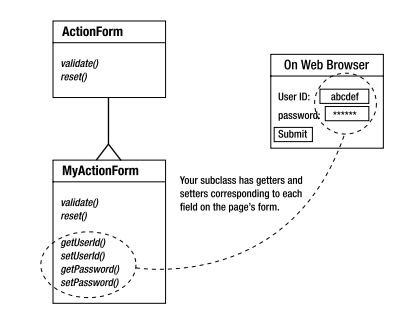 ActionForm
validate()
reset()
On Web Browser
User ID: abcdef
password: ******
Submit
MyActionForm
validate()
reset()
getUserId()
setUserId()
getPassword()
setPassword()
Your subclass has getters and
setters corresponding to each
field on the page's form.